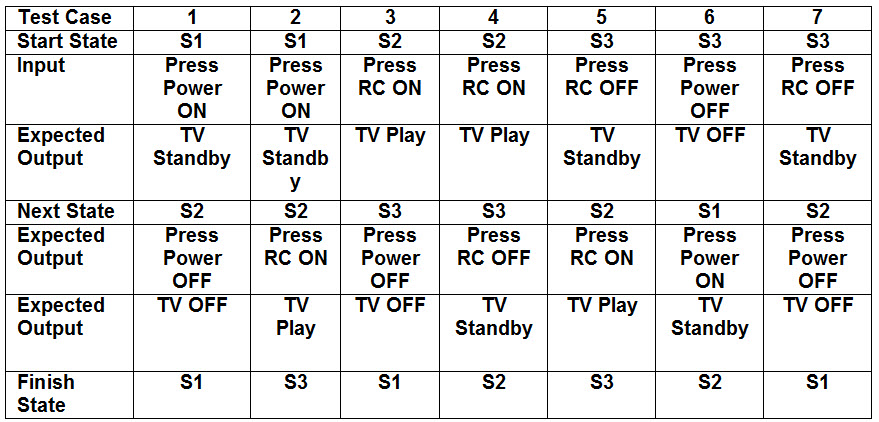 Test Case 1 2 3 4 5 6 7
Start State S1 S1 S2 S2 S3 S3 S3
Input Press Press Press Press Press Press Press
Power Power RC ON RC ON RC OFF Power RC OFF
ON ON OFF
Expected TV TV TV Play TV Play TV TV OFF TV
Output Standby Standb Standby Standby
y
Next State S2 S2 S3 S3 S2 S1 S2
Expected Press Press Press Press Press Press Press
Output Power RC ON Power RC OFF RC ON Power Power
OFF OFF ON OFF
Expected TV OFF TV TV OFF TV TV Play TV TV OFF
Output Play Standby Standby
Finish S1 S3 S1 S2 S3 S2 S1
State